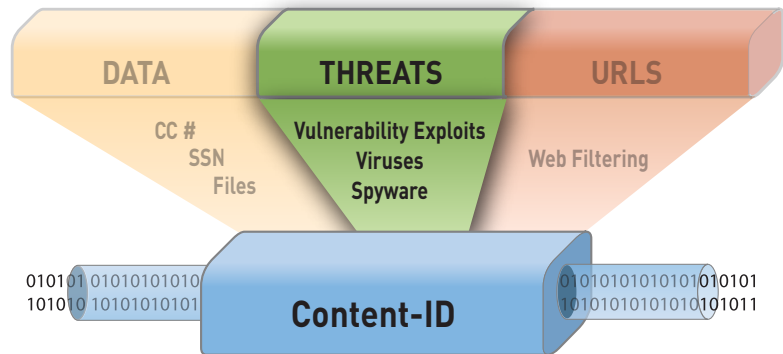 DATA
THREATS
URLS
CC #
SSN
Files
Vulnerability Exploits
Viruses
Spyware
Web Filtering
010101 01010101010
101010 10101010101
Content-ID
010101010101010101
101010101010101011